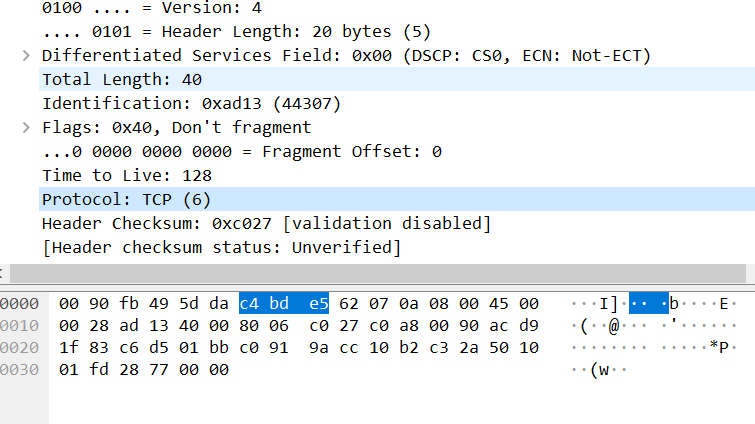 0100 .... = Version: 4
.... 0101 = Header Length: 20 bytes (5)
> Differentiated Services Field: 0x00 (DSCP: CS0, ECN: Not-ECT)
Total Length: 40
Identification: 0xad13 (44307)
> Flags: 0x40, Don't fragment
...0 0000 0000 0000 = Fragment Offset: 0
Time to Live: 128
Protocol: TCP (6)
Header Checksum: 0xc027 [validation disabled]
[Header checksum status: Unverified]
0000 00 90 fb 49 5d da c4 bd e5 62 07 0a 08 00 45 00 ···I]·· ··b····E·
0010 00 28 ad 13 40 00 80 06 c0 27 c0 a8 00 90 ac d9 ·(··@··· ·'······
0020 1f 83 c6 d5 01 bb c0 91 9a cc 10 b2 c3 2a 50 10 ········ ·····*P·
0030 01 fd 28 77 00 00 ··(w··